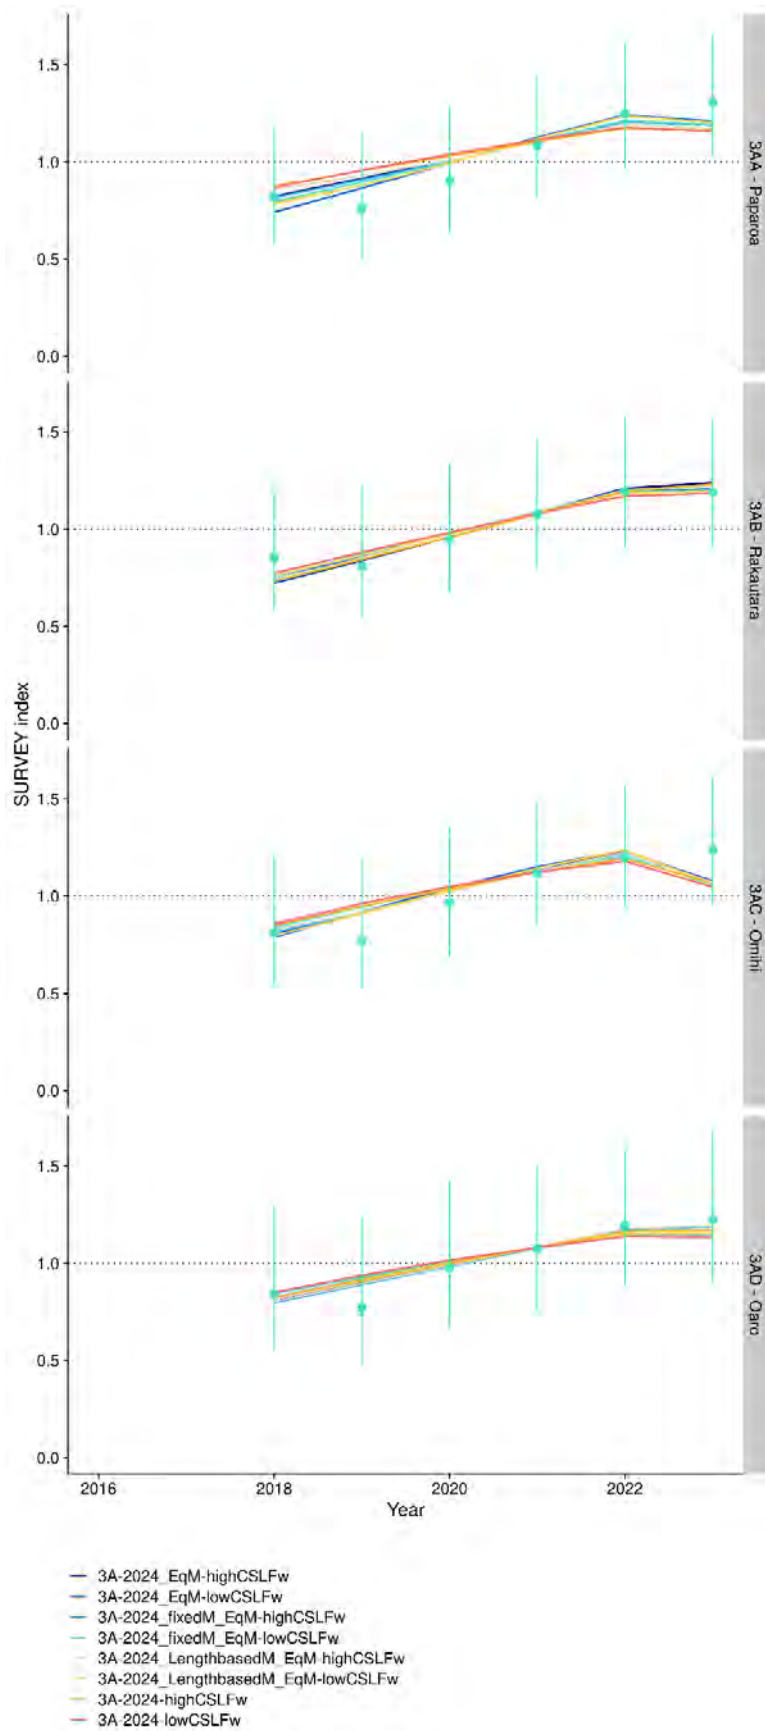 1.5
1.0
0.5
0.0
3AA - Paparoa
1.5
1.0
0.5
0.0
3AB - Rakautara
SURVEY index
1.5
1.0
0.5
0.0
3AC - Omihi
1.5
1.0
0.5
0.0
3AD - Oaro
2016 2018 2020 2022
Year
3A-2024_EqM-highCSLFw
3A-2024_EqM-lowCSLFw
3A-2024_fixedM_EqM-highCSLFw
3A-2024_fixedM_EqM-lowCSLFw
3A-2024_LengthbasedM_EqM-highCSLFw
3A-2024_LengthbasedM_EqM-lowCSLFw
3A-2024-highCSLFw
3A-2024-lowCSLFw